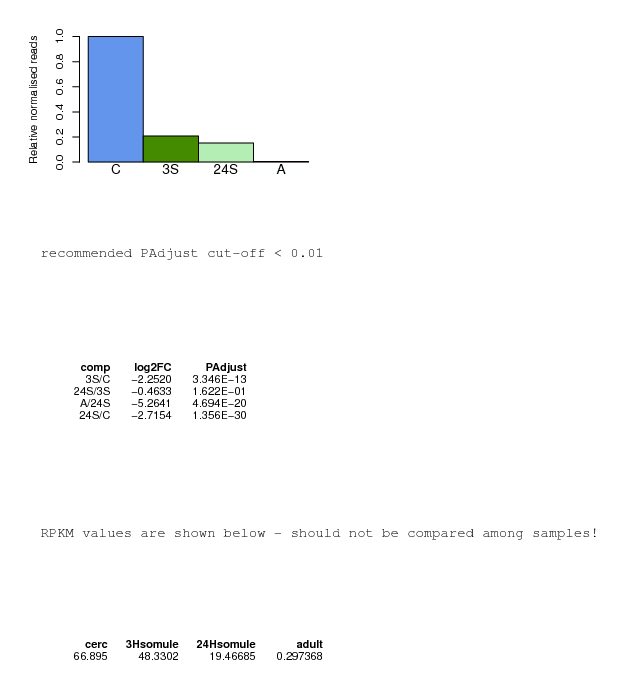 Relative normalised reads
1.0
0.8
0.6
0.4
0.2
0.0
C 3S 24S A
recommended PAdjust cut-off < 0.01
comp log2FC PAdjust
3S/C −2.2520 3.346E−13
24S/3S −0.4633 1.622E−01
A/24S −5.2641 4.694E−20
24S/C −2.7154 1.356E−30
RPKM values are shown below - should not be compared among samples!
cerc 3Hsomule 24Hsomule adult
66.895 48.3302 19.46685 0.297368